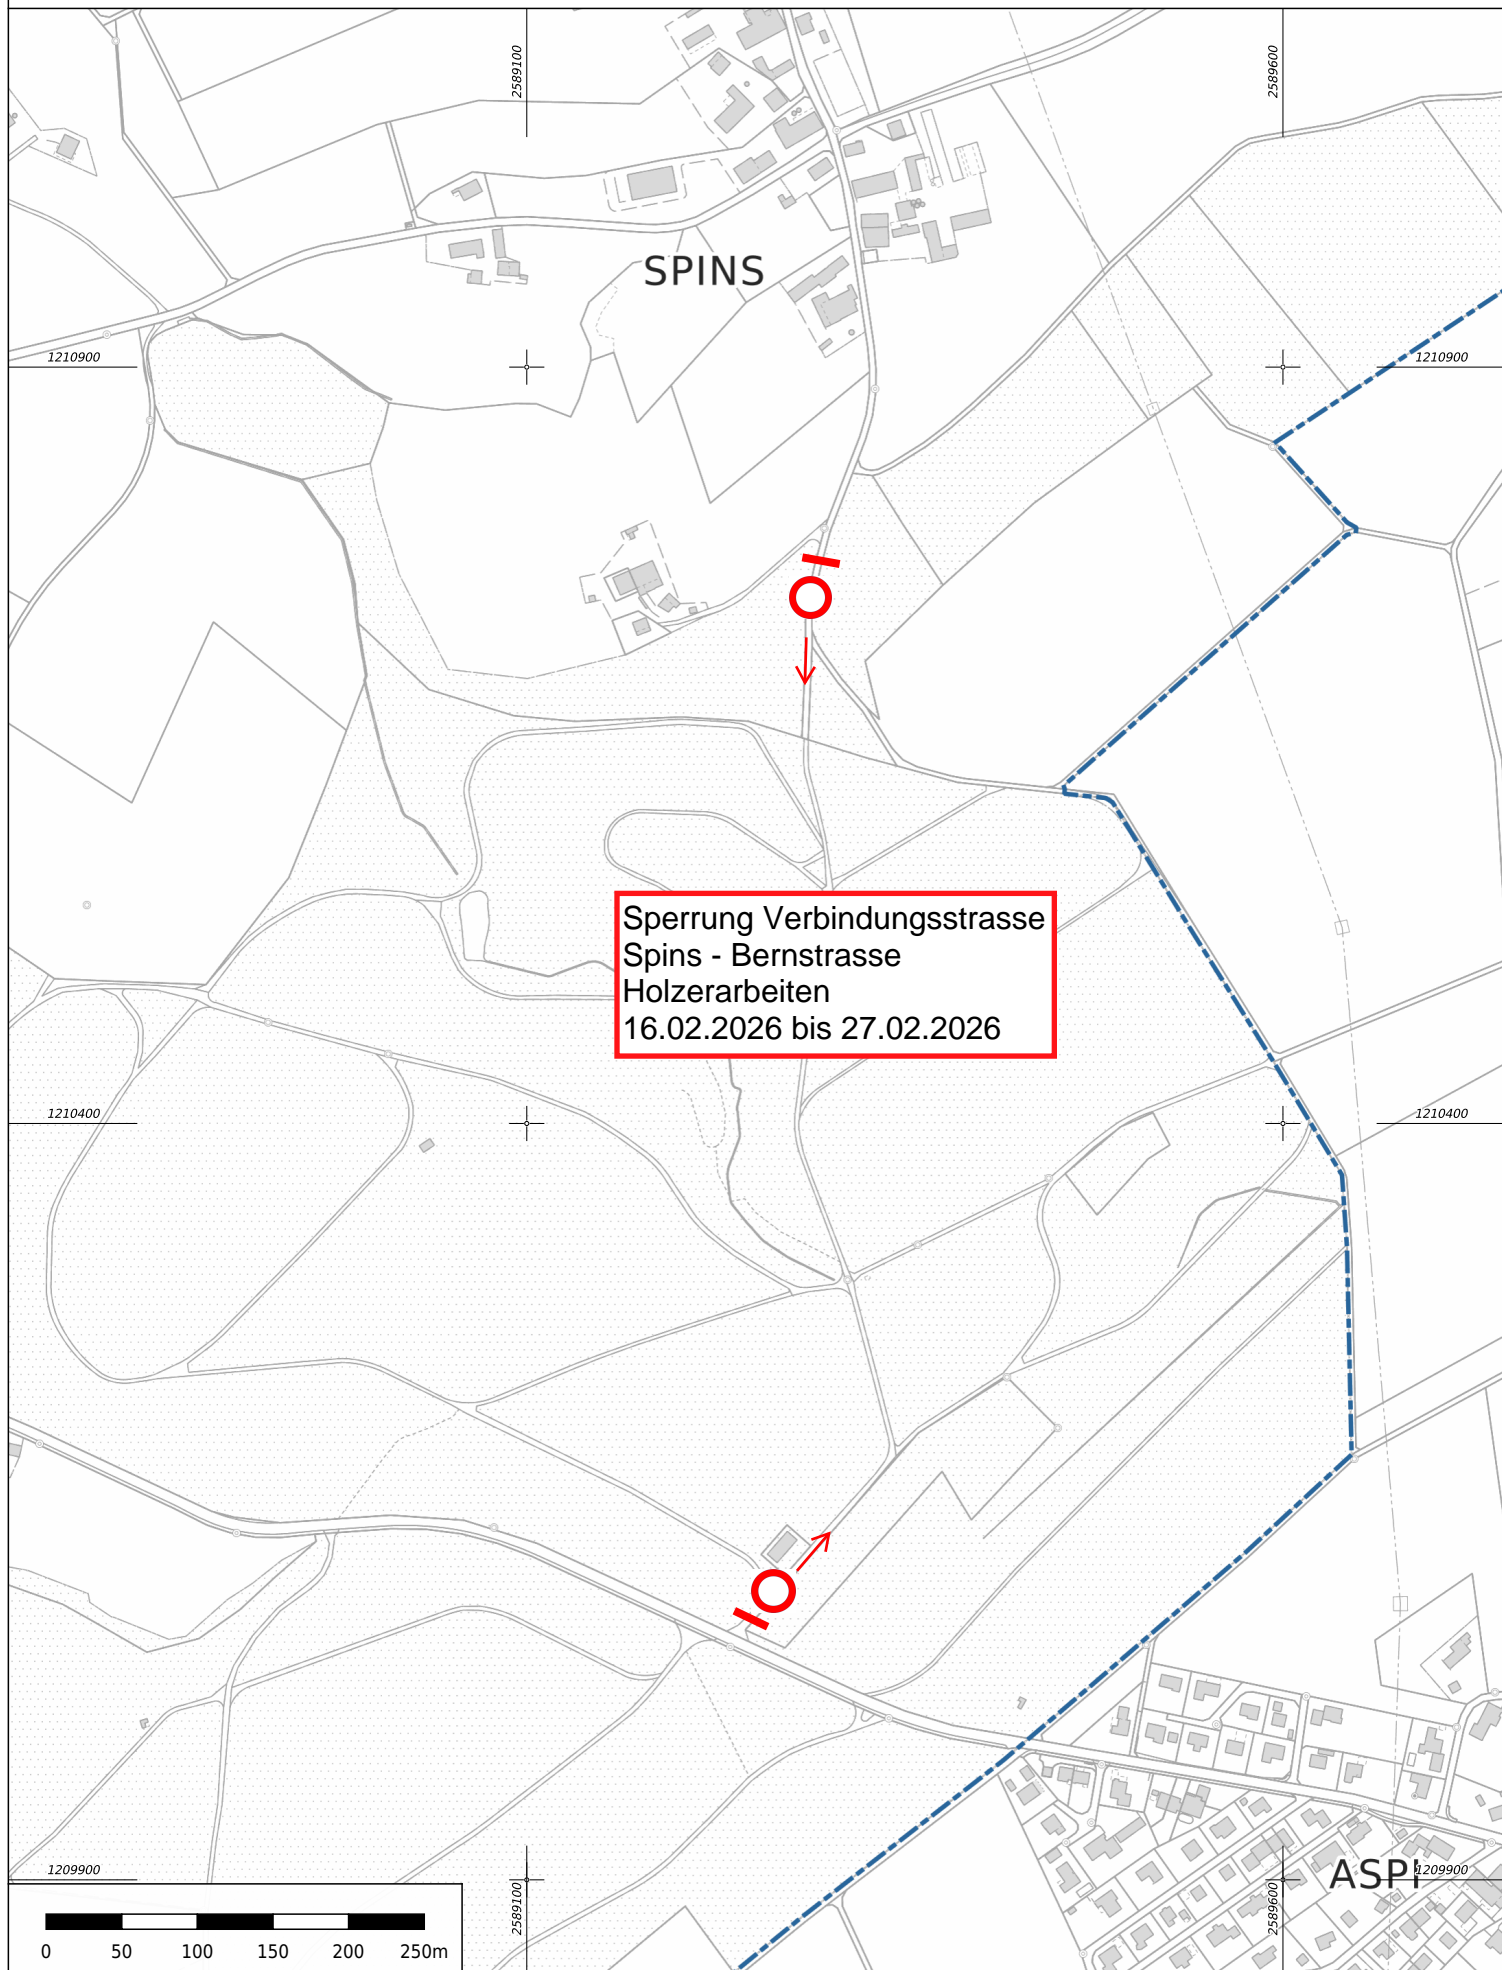 2589100
2589600
SPINS
1210900
1210900
Sperrung Verbindungsstrasse
Spins - Bernstrasse
Holzerarbeiten
16.02.2026 bis 27.02.2026
1210400
1210400
1209900
2589100
2589600
ASPI
1209900
0 50 100 150 200 250m